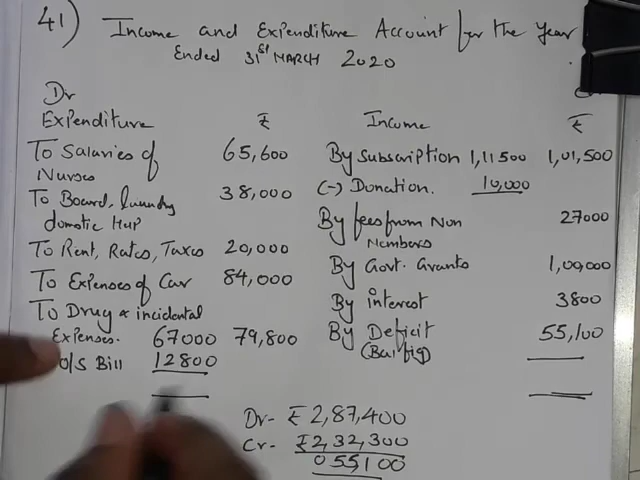 41) Income and Expenditure Account for the Year
Ended 31st MARCH 2020
Dr
Expenditure ₹ Income ₹
To Salaries of 65,600 By Subscription 1,11500 1,01,500
Nurses (-) Donation. 10,000
To Board, laundry 38,000 By fees from Non 27000
domotic Help Members
To Rent, Rates, Taxes 20,000 By Govt. Grants 1,00,000
To Expenses of Car 84,000 By interest 3800
To Drug & incidental By Deficit 55,100
Expenses. 67000 79,800 (Bal fig)
O/S Bill 12800
Dr- ₹2,87,400
Cr- ₹2,32,300
055,100